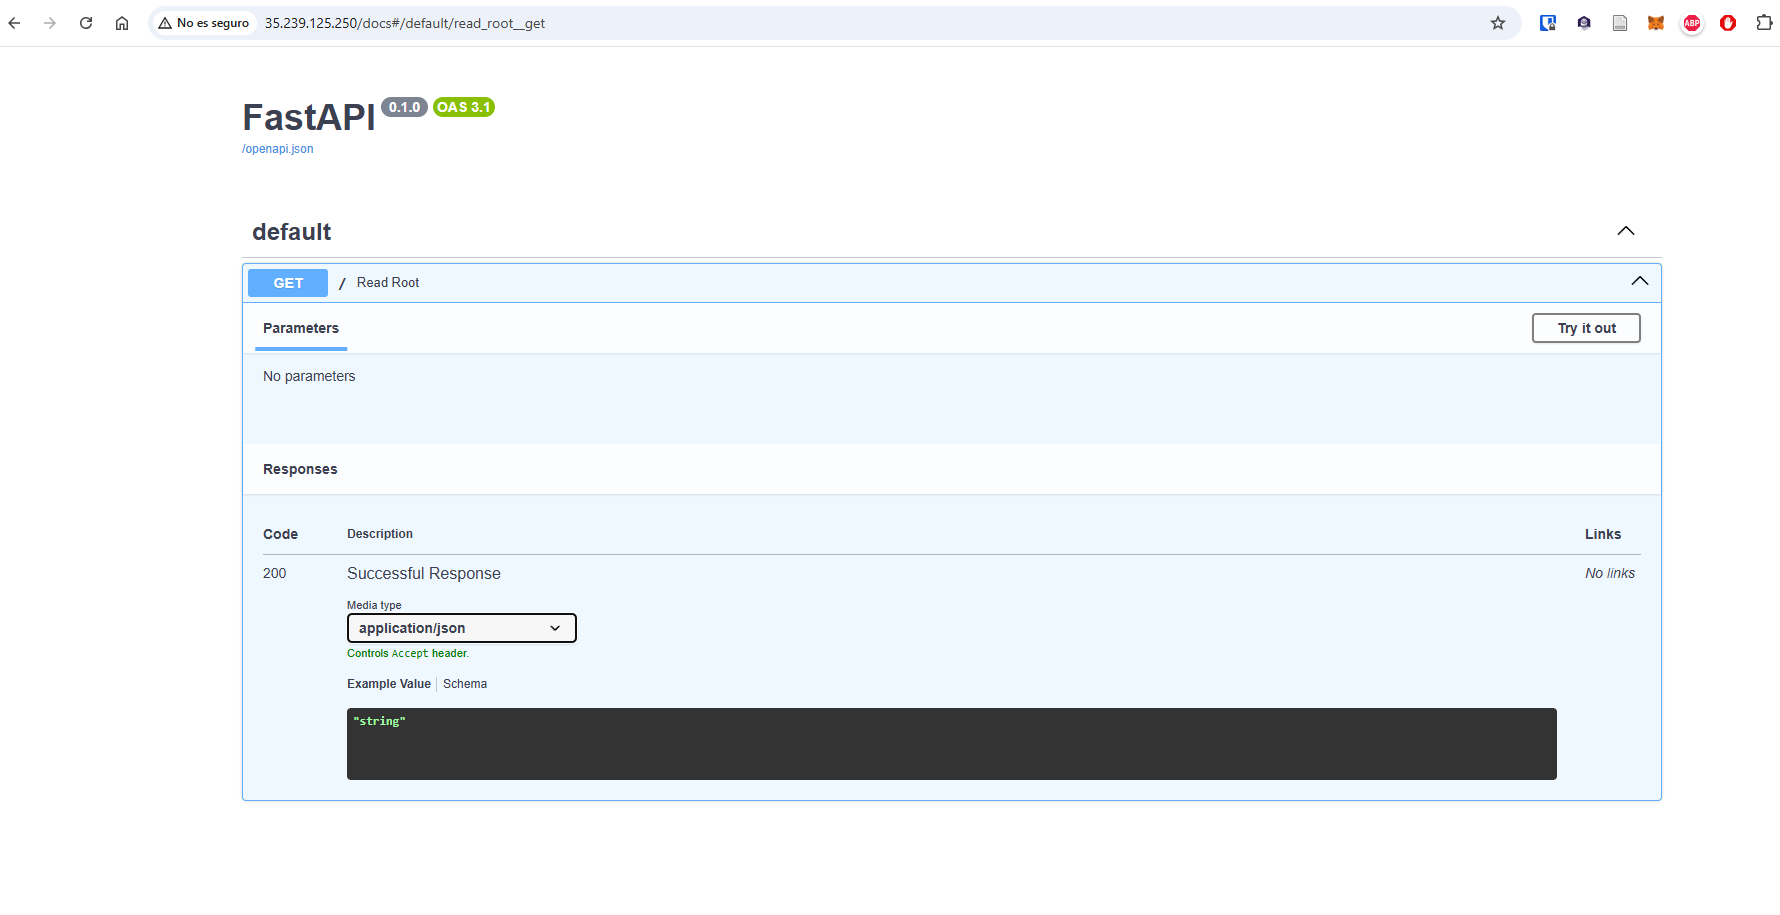 No es seguro 35.239.125.250/docs#/default/read_root__get
ABP
FastAPI 0.1.0 OAS 3.1
/openapi.json
default
GET / Read Root
Parameters Try it out
No parameters
Responses
Code Description Links
200 Successful Response No links
Media type
application/json
Controls Accept header.
Example Value Schema
"string"